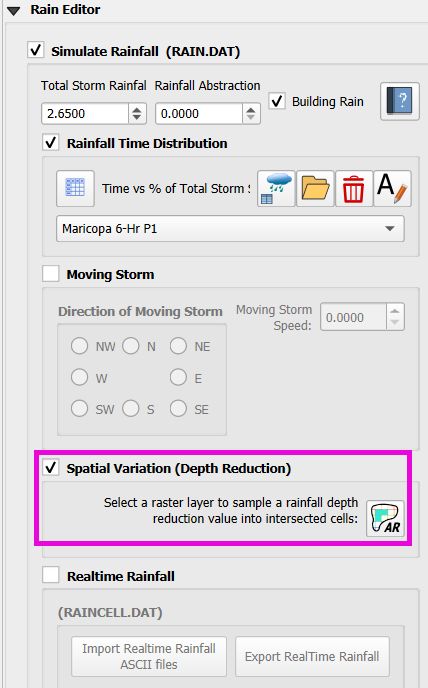 Rain Editor
Simulate Rainfall (RAIN.DAT)
Total Storm Rainfal Rainfall Abstraction
2.6500 0.0000 Building Rain
Rainfall Time Distribution
Time vs % of Total Storm
Maricopa 6-Hr P1
Moving Storm
Direction of Moving Storm
Moving Storm
Speed: 0.0000
NW N NE
W E
SW S SE
Spatial Variation (Depth Reduction)
Select a raster layer to sample a rainfall depth
reduction value into intersected cells:
AR
Realtime Rainfall
(RAINCELL.DAT)
Import Realtime Rainfall
ASCII files
Export RealTime Rainfall